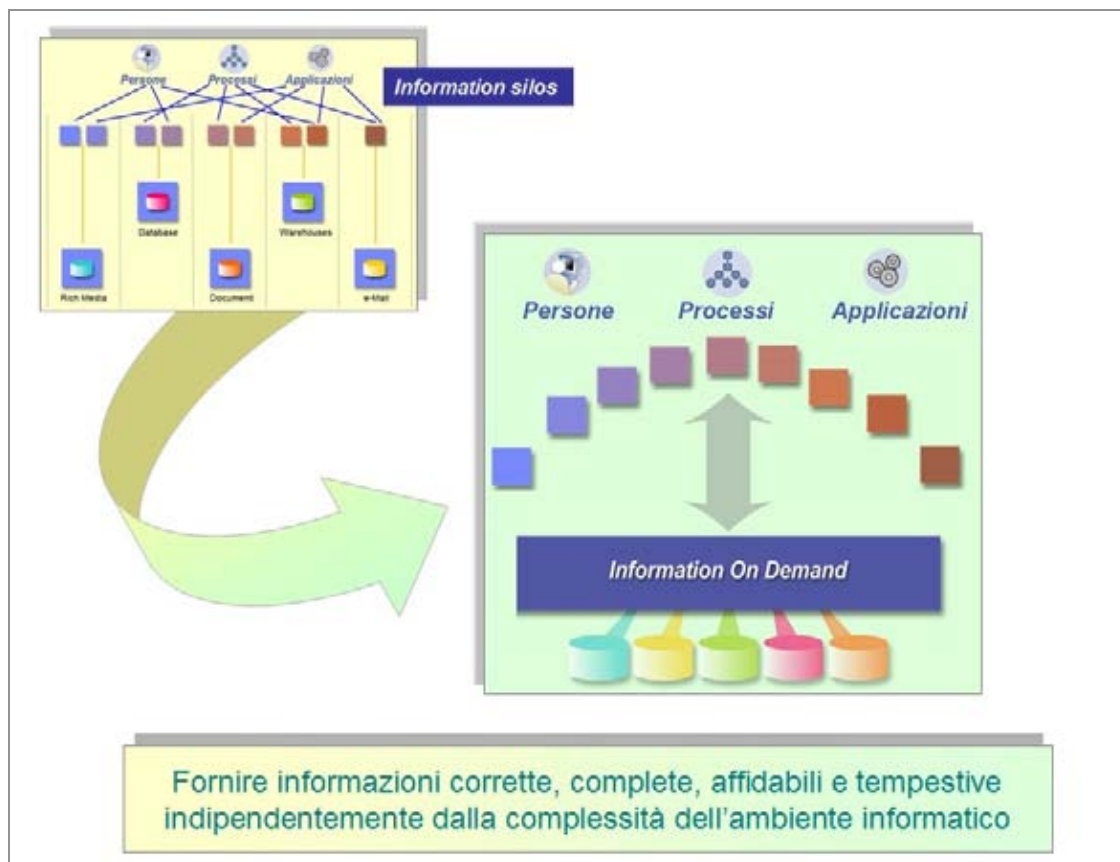 Persone Processi Applicazioni
Information silos
Database Warehouses
Rich Media Documenti e-Mail
Persone Processi Applicazioni
Information On Demand
Fornire informazioni corrette, complete, affidabili e tempestive
indipendentemente dalla complessità dell'ambiente informatico